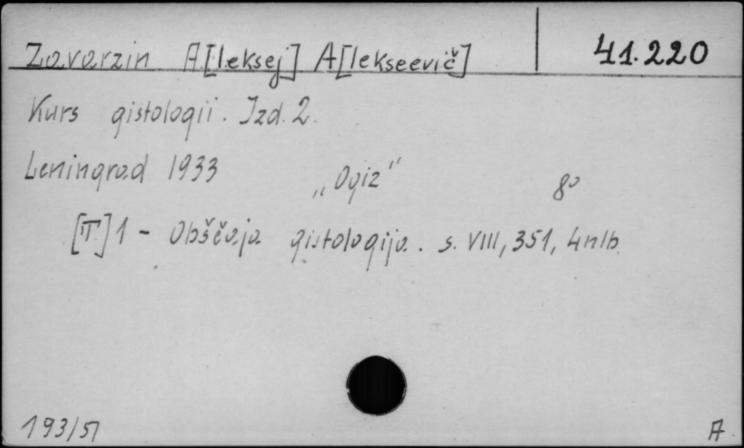 Zavarzin A[leksej] A[lekseevič] 41.220
Kurs gistologii. Izd. 2.
Leningrad 1933 „Ogiz" 8°
[T.] 1 - Obščaja gistologija. s. VIII, 351, 4 nlb.
193/51 A